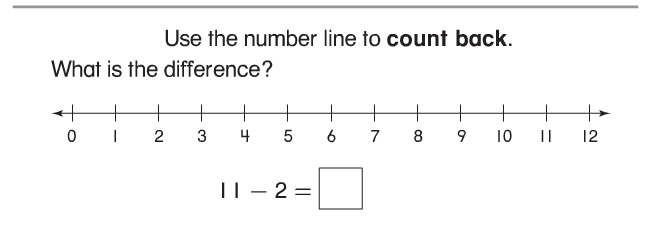 Use the number line to count back.
What is the difference?
0 1 2 3 4 5 6 7 8 9 10 11 12
11 – 2 =